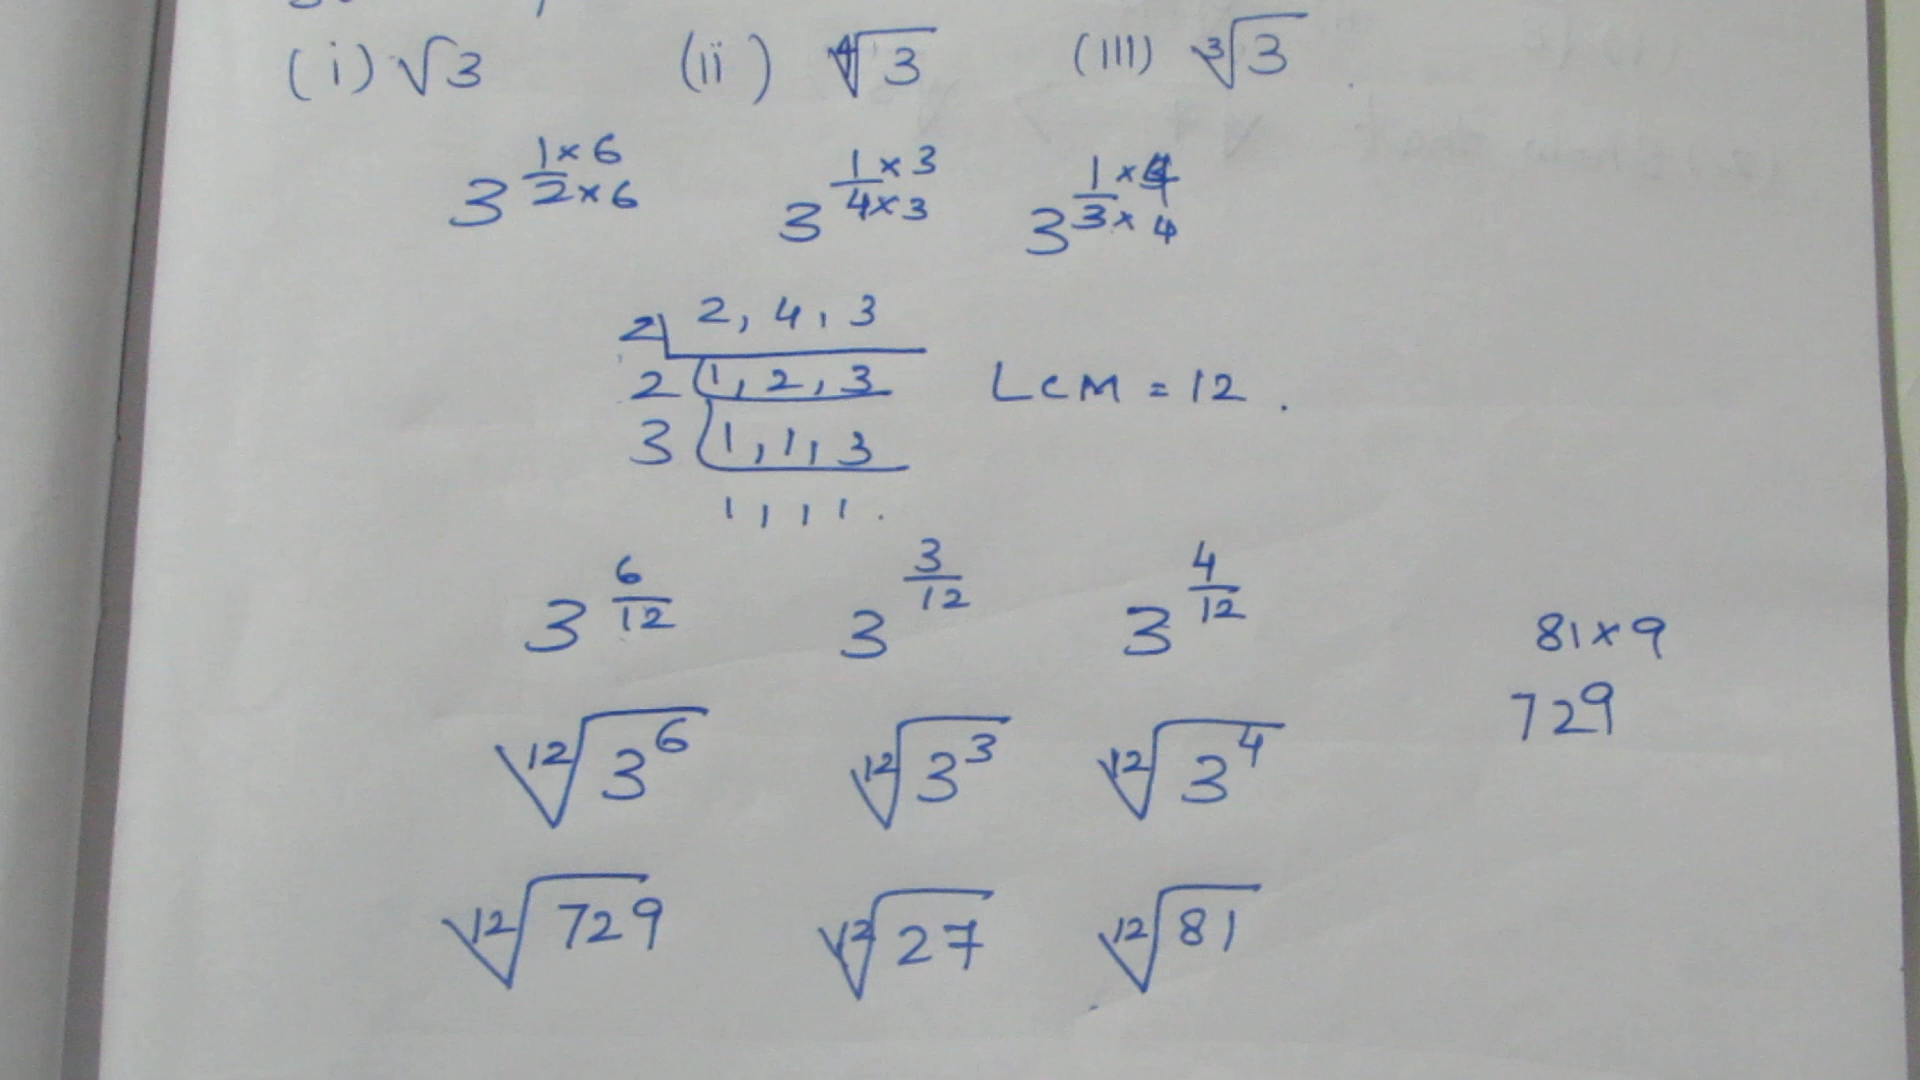 (i) √3 (ii) ∜3 (iii) ∛3
3^(1×6/2×6) 3^(1×3/4×3) 3^(1×4/3×4)
2 | 2, 4, 3
2 | 1, 2, 3 LCM = 12.
3 | 1, 1, 3
1, 1, 1.
3^(6/12) 3^(3/12) 3^(4/12) 81×9
729
¹²√3⁶ ¹²√3³ ¹²√3⁴
¹²√729 ¹²√27 ¹²√81